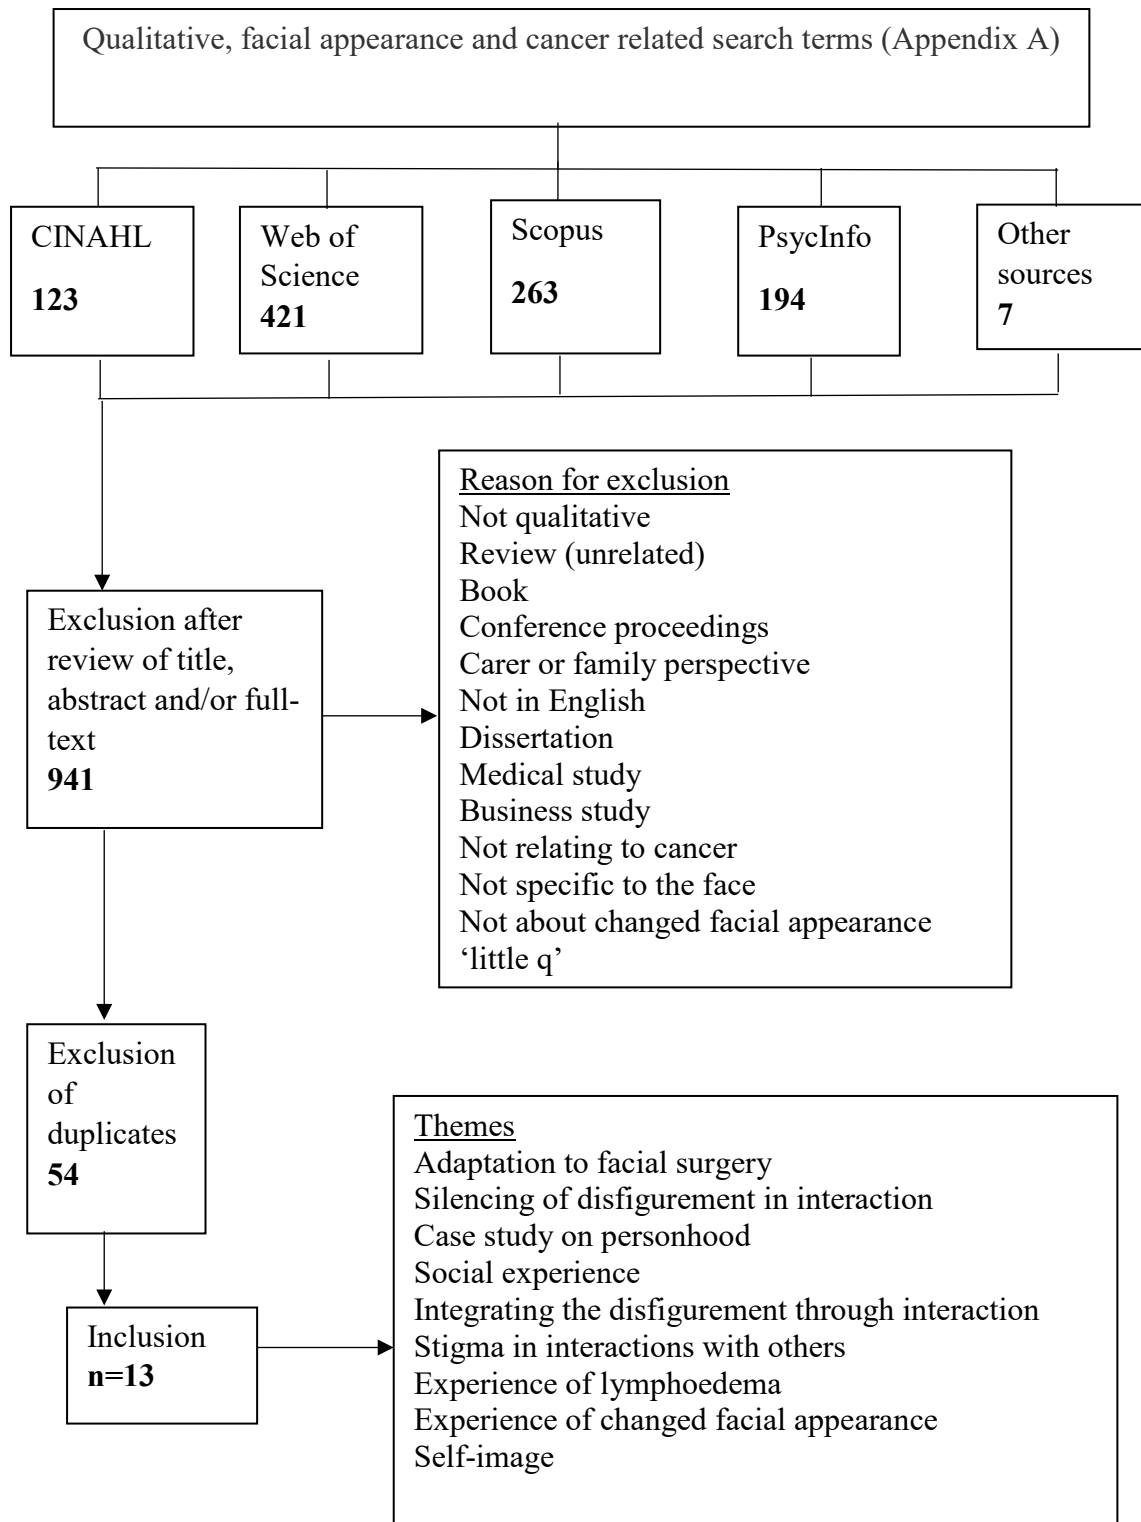 Qualitative, facial appearance and cancer related search terms (Appendix A)
CINAHL
123
Web of
Science
421
Scopus
263
PsycInfo
194
Other
sources
7
Reason for exclusion
Not qualitative
Review (unrelated)
Book
Conference proceedings
Carer or family perspective
Not in English
Dissertation
Medical study
Business study
Not relating to cancer
Not specific to the face
Not about changed facial appearance
‘little q’
Exclusion after
review of title,
abstract and/or full-
text
941
Exclusion
of
duplicates
54
Inclusion
n=13
Themes
Adaptation to facial surgery
Silencing of disfigurement in interaction
Case study on personhood
Social experience
Integrating the disfigurement through interaction
Stigma in interactions with others
Experience of lymphoedema
Experience of changed facial appearance
Self-image